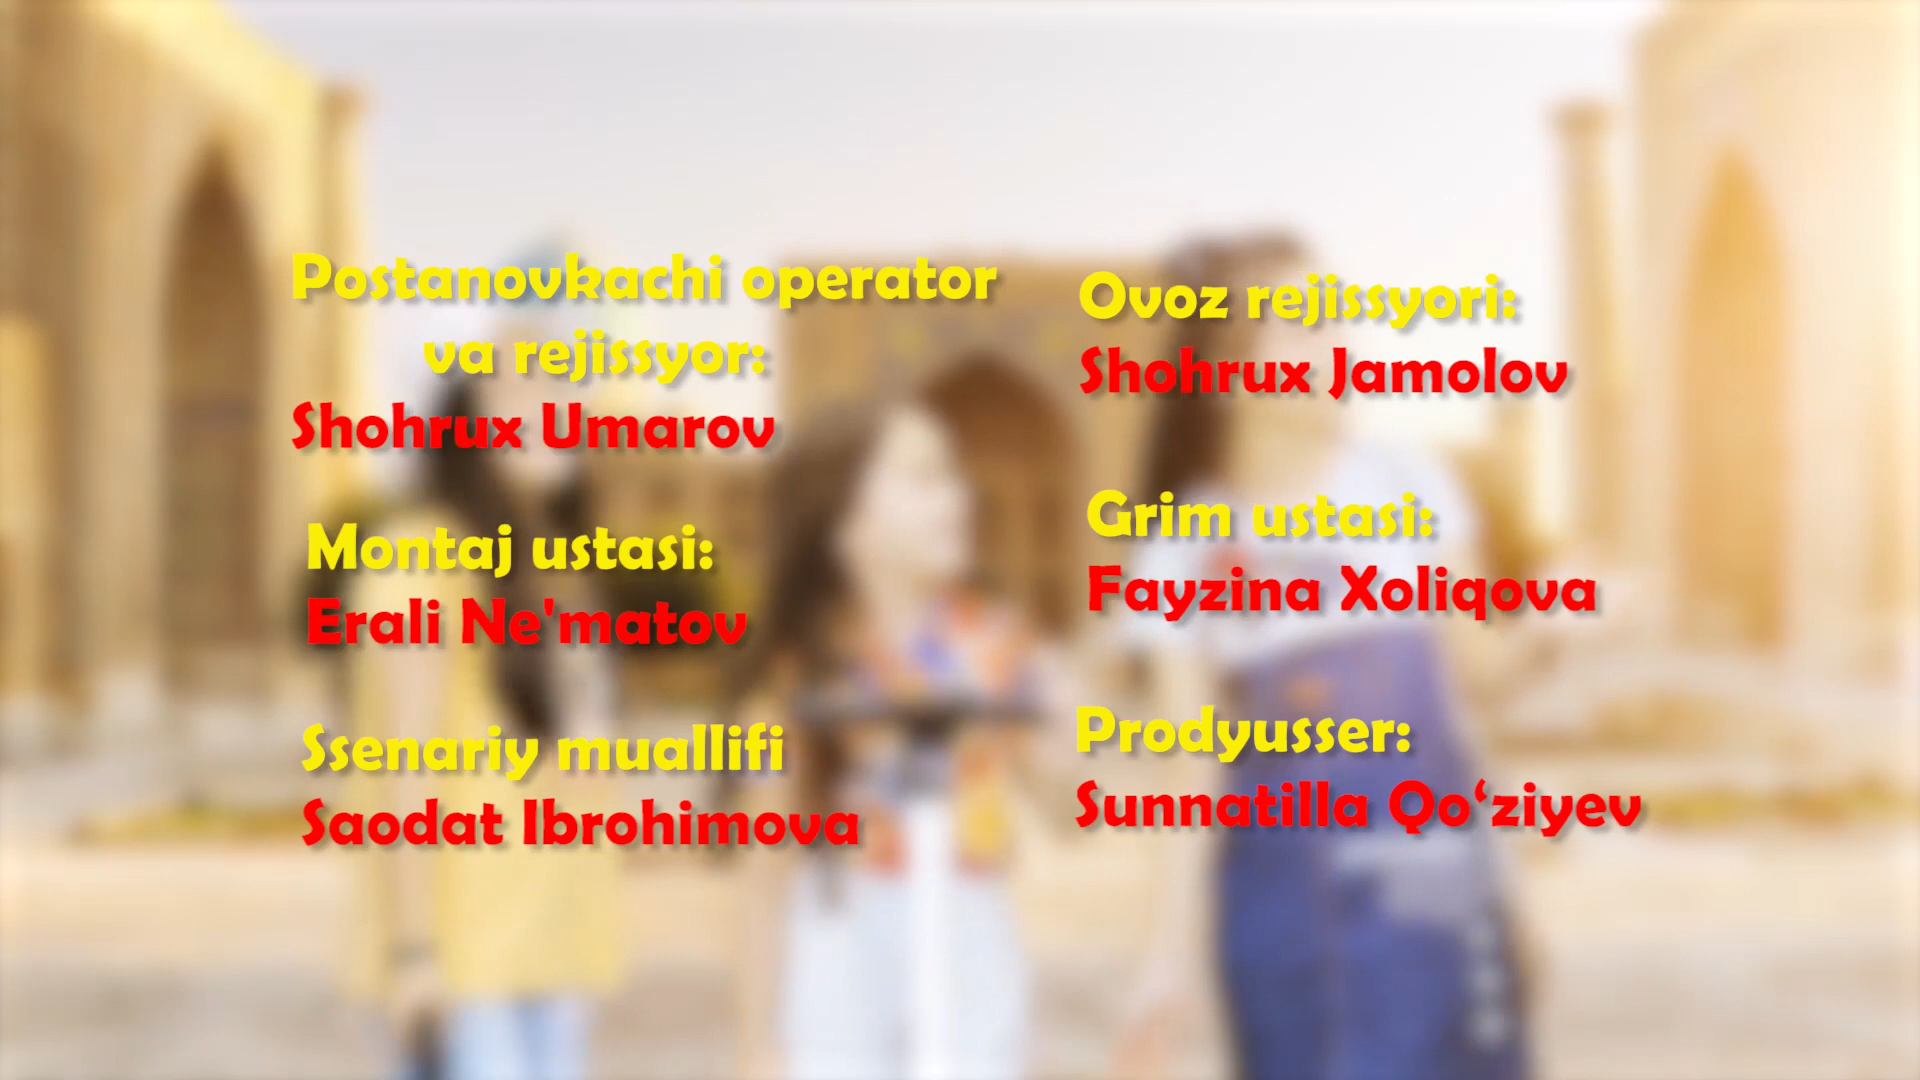 Postanovkachi operator
va rejissyor:
Shohrux Umarov
Montaj ustasi:
Erali Ne'matov
Ssenariy muallifi
Saodat Ibrohimova
Ovoz rejissyori:
Shohrux Jamolov
Grim ustasi:
Fayzina Xoliqova
Prodyusser:
Sunnatilla Qo‘ziyev